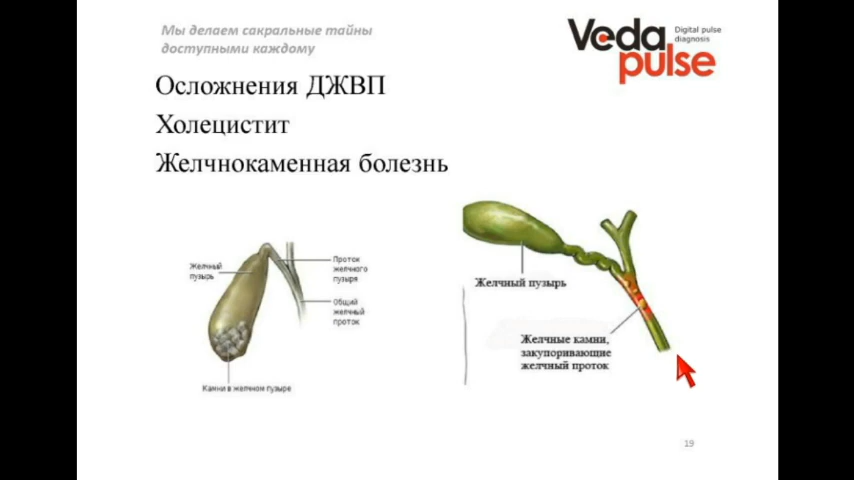 Мы делаем сакральные тайны
доступными каждому
Veda
pulse
Digital pulse
diagnosis
Осложнения ДЖВП
Холецистит
Желчнокаменная болезнь
Желчный
пузырь
Проток
желчного
пузыря
Общий
желчный
проток
Камни в желчном пузыре
Желчный пузырь
Желчные камни,
закупоривающие
желчный проток
19